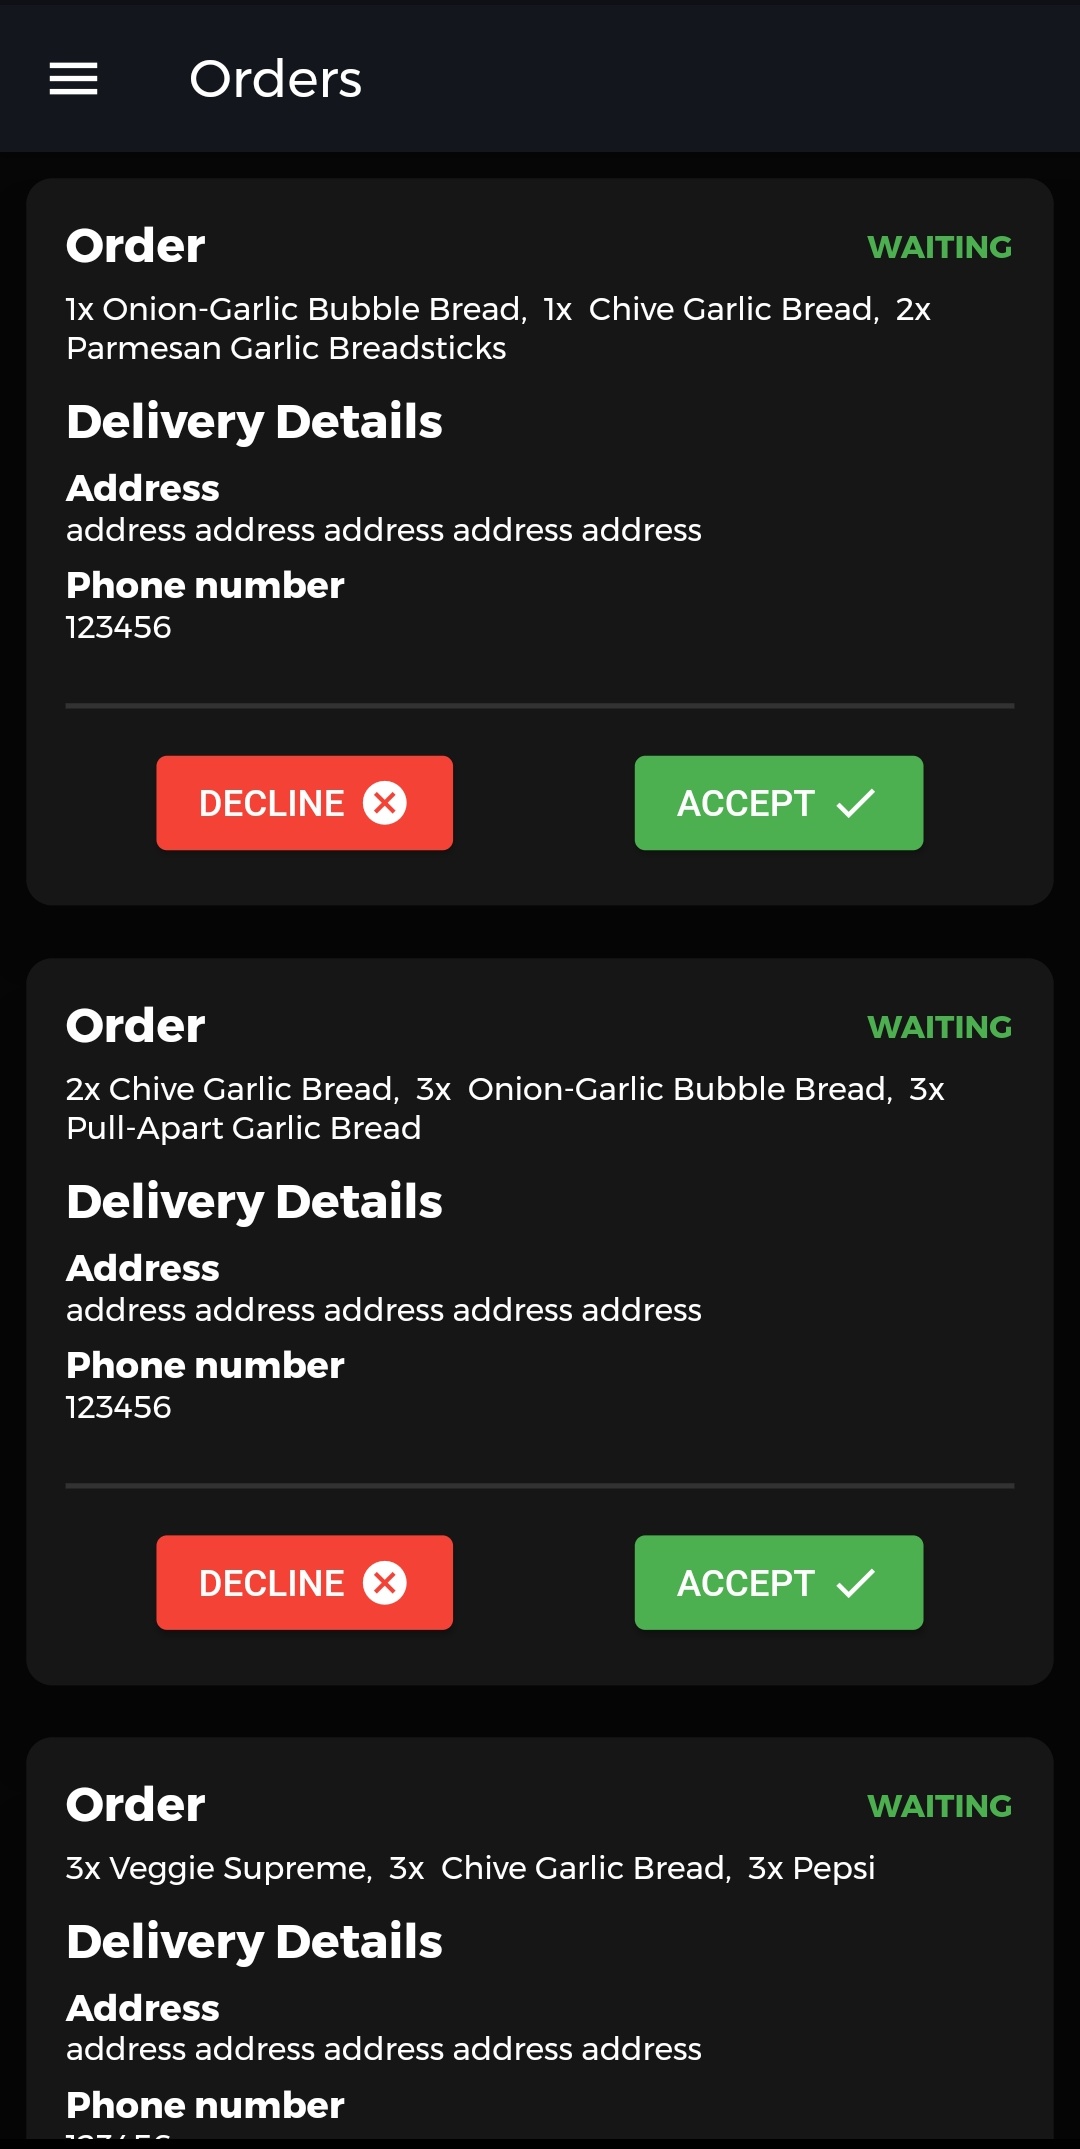 Orders
Order
WAITING
1x Onion-Garlic Bubble Bread,  1x  Chive Garlic Bread,  2x
Parmesan Garlic Breadsticks
Delivery Details
Address
address address address address address
Phone number
123456
DECLINE
ACCEPT
Order
WAITING
2x Chive Garlic Bread,  3x  Onion-Garlic Bubble Bread,  3x
Pull-Apart Garlic Bread
Delivery Details
Address
address address address address address
Phone number
123456
DECLINE
ACCEPT
Order
WAITING
3x Veggie Supreme,  3x  Chive Garlic Bread,  3x Pepsi
Delivery Details
Address
address address address address address
Phone number